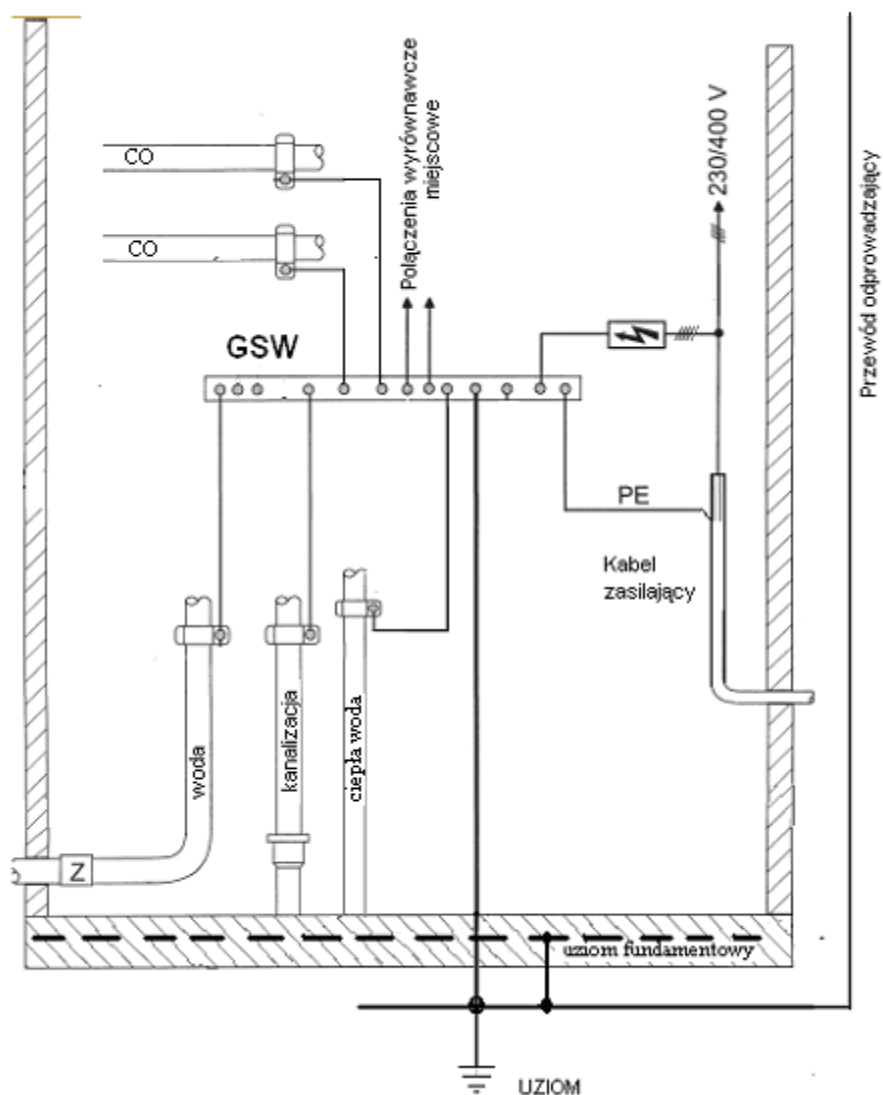 CO
CO
Połączenia wyrównawcze
miejscowe
230/400 V
Przewód odprowadzający
GSW
PE
Kabel
zasilający
woda
kanalizacja
ciepła woda
Z
uziom fundamentowy
UZIOM